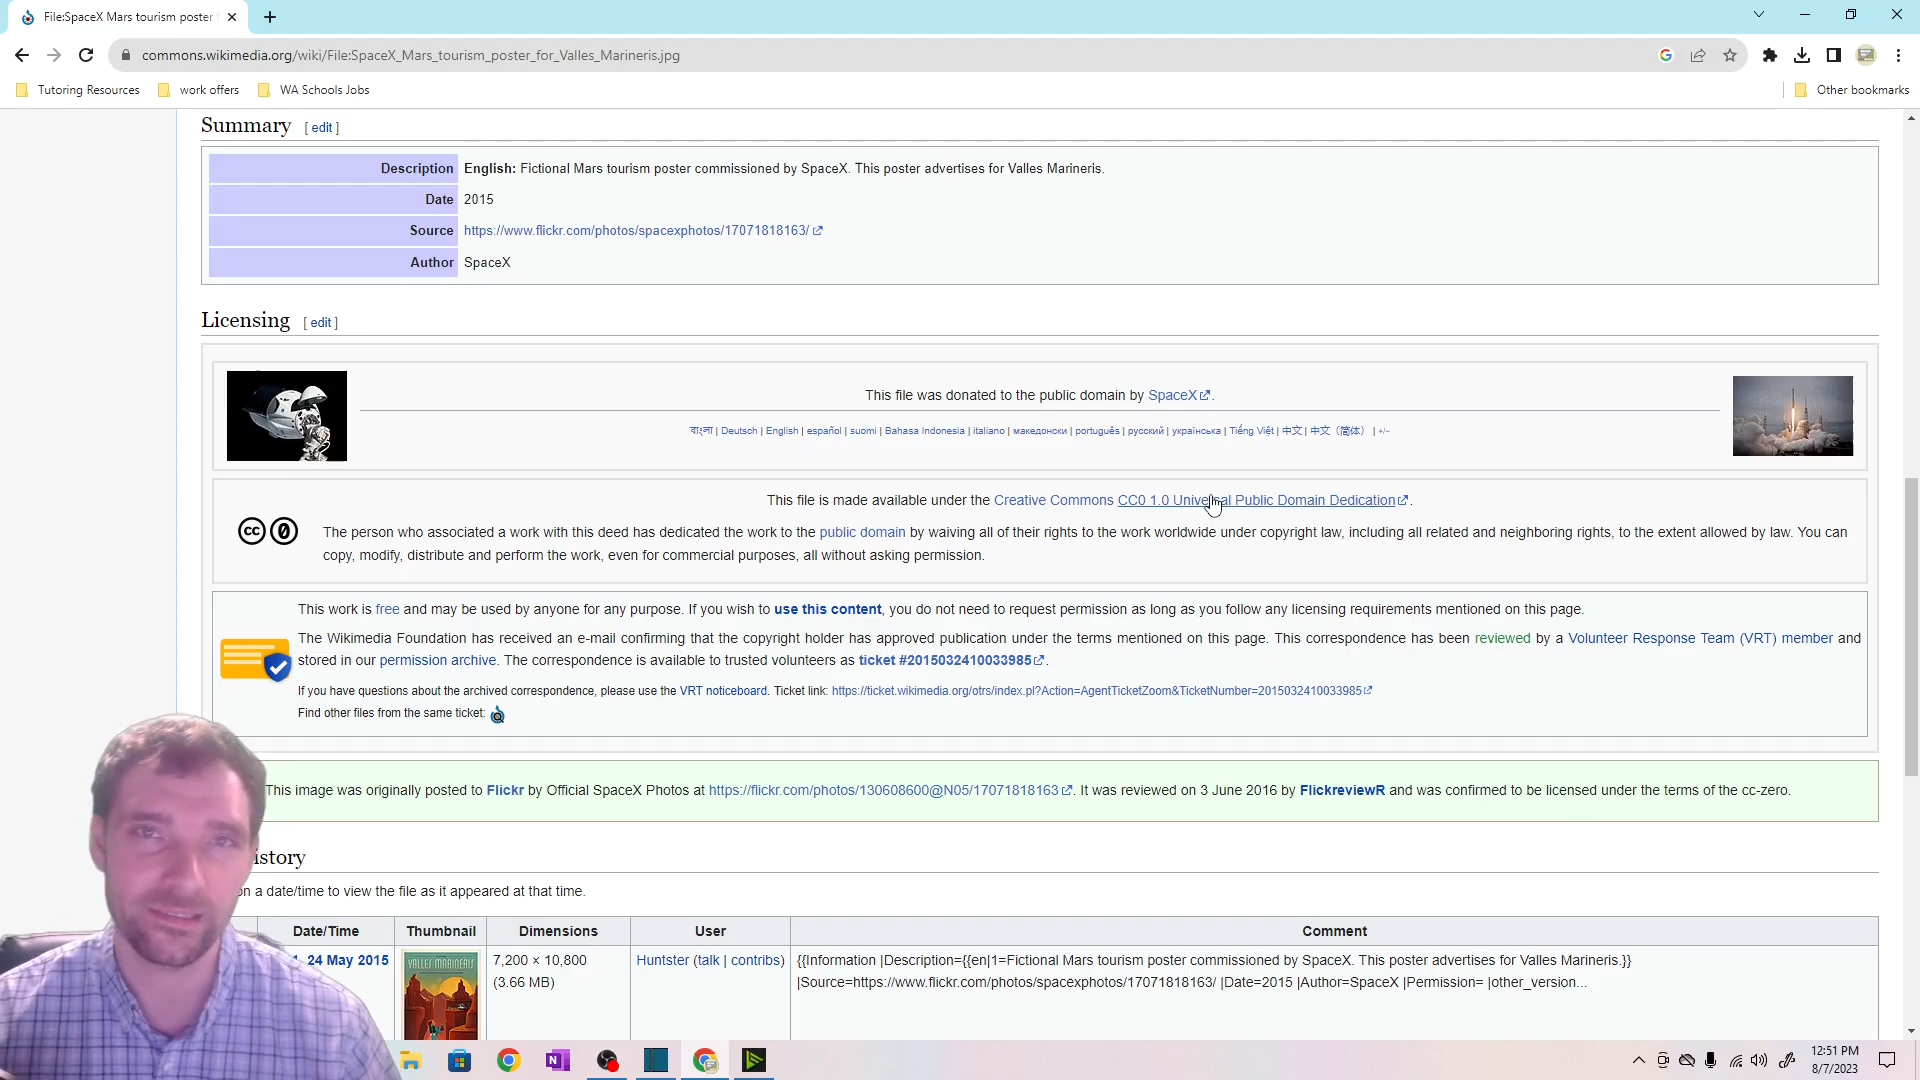 File:SpaceX Mars tourism poster
commons.wikimedia.org/wiki/File:SpaceX_Mars_tourism_poster_for_Valles_Marineris.jpg
Tutoring Resources work offers WA Schools Jobs Other bookmarks
Summary [ edit ]
Description English: Fictional Mars tourism poster commissioned by SpaceX. This poster advertises for Valles Marineris.
Date 2015
Source https://www.flickr.com/photos/spacexphotos/17071818163/
Author SpaceX
Licensing [ edit ]
This file was donated to the public domain by SpaceX.
বাংলা | Deutsch | English | español | suomi | Bahasa Indonesia | italiano | македонски | português | русский | українська | Tiếng Việt | 中文 | 中文（简体） | +/−
This file is made available under the Creative Commons CC0 1.0 Universal Public Domain Dedication.
The person who associated a work with this deed has dedicated the work to the public domain by waiving all of their rights to the work worldwide under copyright law, including all related and neighboring rights, to the extent allowed by law. You can
copy, modify, distribute and perform the work, even for commercial purposes, all without asking permission.
This work is free and may be used by anyone for any purpose. If you wish to use this content, you do not need to request permission as long as you follow any licensing requirements mentioned on this page.
The Wikimedia Foundation has received an e-mail confirming that the copyright holder has approved publication under the terms mentioned on this page. This correspondence has been reviewed by a Volunteer Response Team (VRT) member and
stored in our permission archive. The correspondence is available to trusted volunteers as ticket #2015032410033985.
If you have questions about the archived correspondence, please use the VRT noticeboard. Ticket link: https://ticket.wikimedia.org/otrs/index.pl?Action=AgentTicketZoom&TicketNumber=2015032410033985
Find other files from the same ticket:
This image was originally posted to Flickr by Official SpaceX Photos at https://flickr.com/photos/130608600@N05/17071818163. It was reviewed on 3 June 2016 by FlickreviewR and was confirmed to be licensed under the terms of the cc-zero.
istory
on a date/time to view the file as it appeared at that time.
Date/Time Thumbnail Dimensions User Comment
24 May 2015 VALLES MARINERIS 7,200 × 10,800 Huntster (talk | contribs) {{Information |Description={{en|1=Fictional Mars tourism poster commissioned by SpaceX. This poster advertises for Valles Marineris.}}
(3.66 MB) |Source=https://www.flickr.com/photos/spacexphotos/17071818163/ |Date=2015 |Author=SpaceX |Permission= |other_version...
12:51 PM
8/7/2023